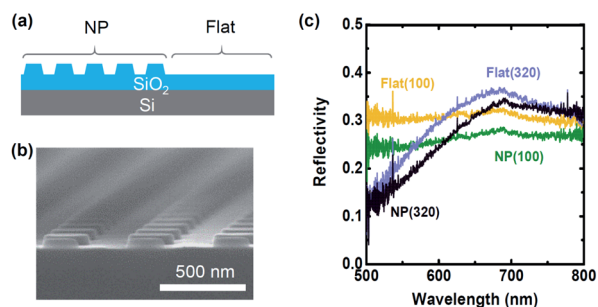 (a)
NP
Flat
SiO2
Si
(b)
500 nm
(c)
Reflectivity
0.5
0.4
0.3
0.2
0.1
0.0
Flat(100)
Flat(320)
NP(100)
NP(320)
500
600
700
800
Wavelength (nm)